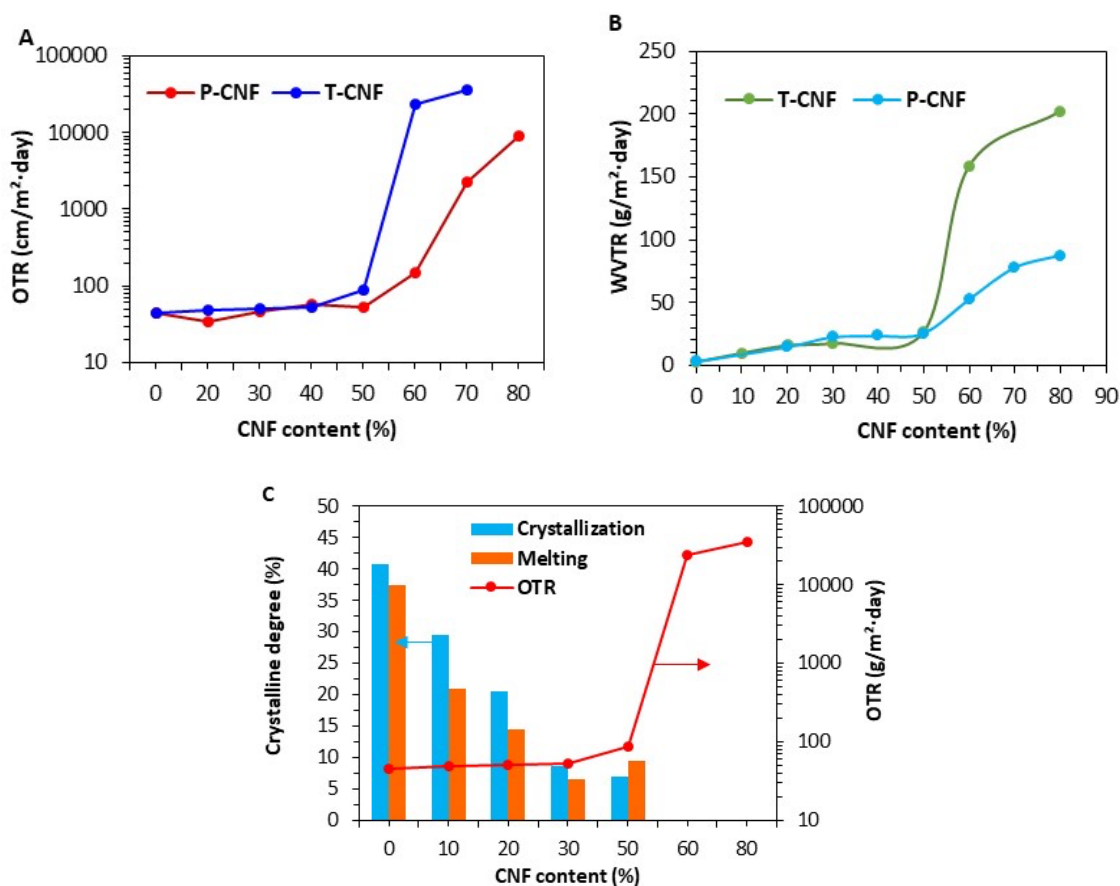 A
100000
10000
1000
100
10
OTR (cm/m²·day)
P-CNF T-CNF
0 20 30 40 50 60 70 80
CNF content (%)
B
250
200
150
100
50
0
WVTR (g/m²·day)
T-CNF P-CNF
0 10 20 30 40 50 60 70 80 90
CNF content (%)
C
50
45
40
35
30
25
20
15
10
5
0
Crystalline degree (%)
Crystallization
Melting
OTR
100000
10000
1000
100
10
OTR (g/m²·day)
0 10 20 30 50 60 80
CNF content (%)